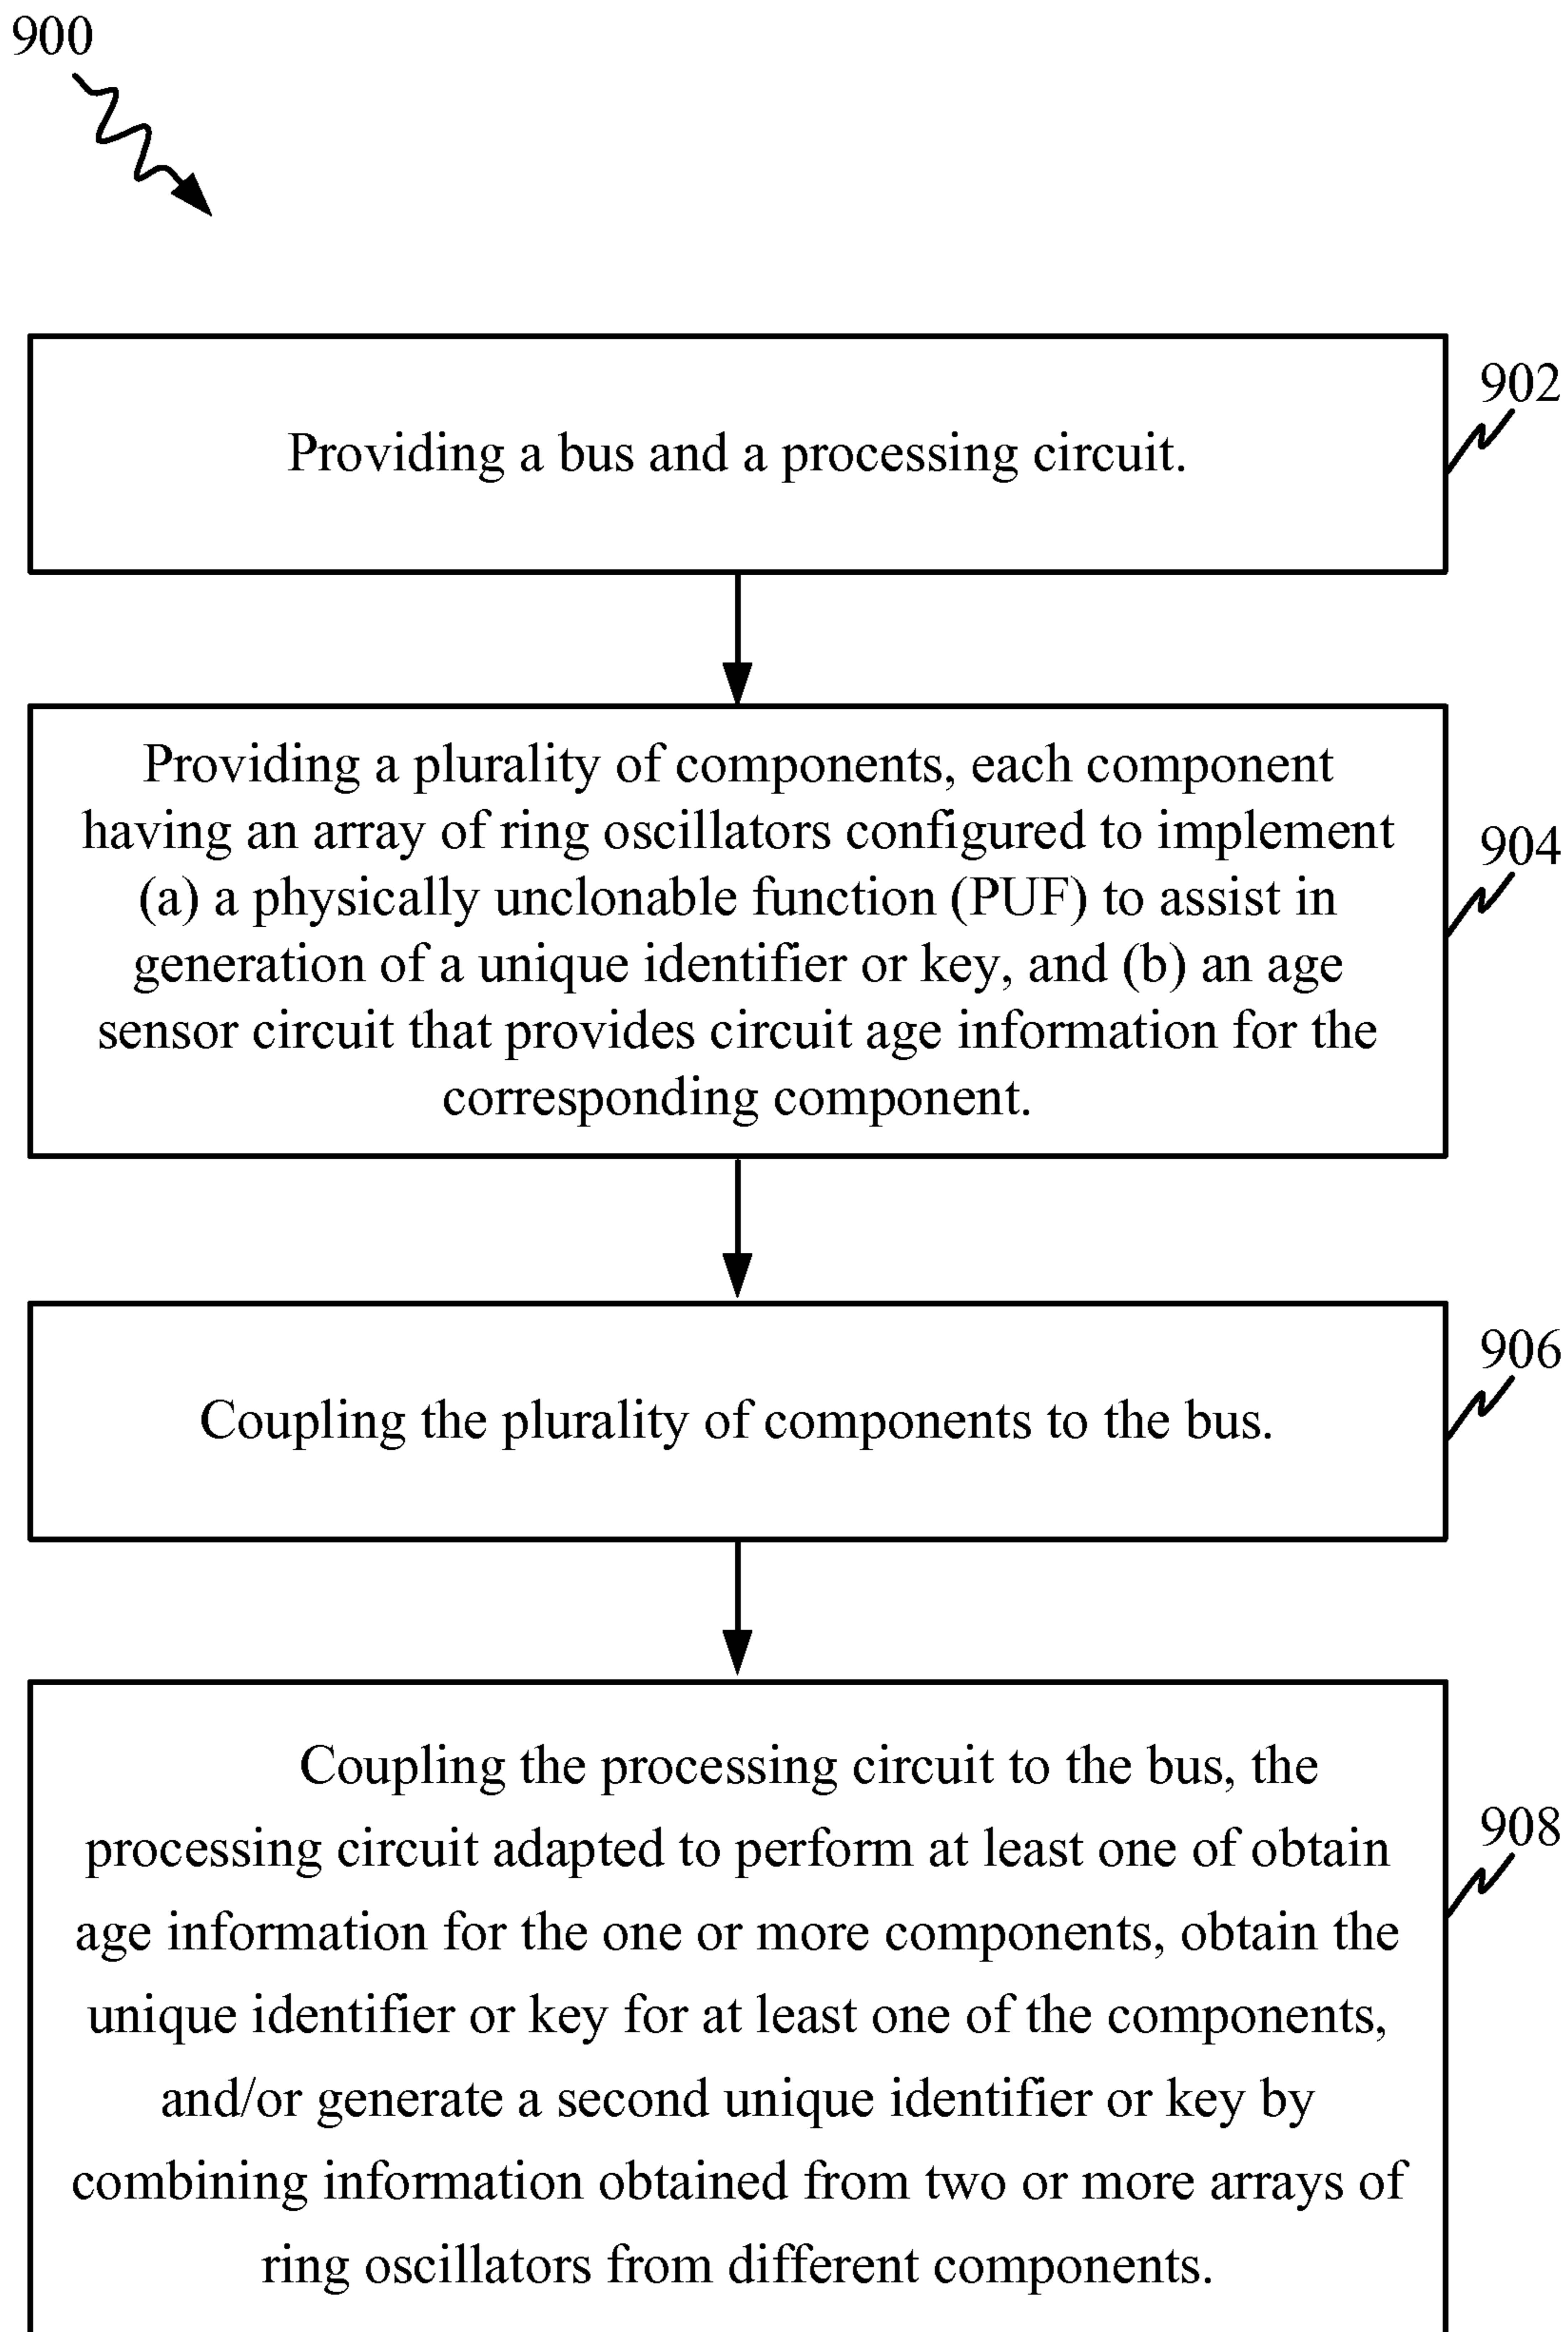 900
902
Providing a bus and a processing circuit.
Providing a plurality of components, each component
having an array of ring oscillators configured to implement
904
(a) a physically unclonable function (PUF) to assist in
generation of a unique identifier or key, and (b) an age
sensor circuit that provides circuit age information for the
corresponding component.
906
Coupling the plurality of components to the bus.
Coupling the processing circuit to the bus, the
908
processing circuit adapted to perform at least one of obtain
age information for the one or more components, obtain the
unique identifier or key for at least one of the components,
and/or generate a second unique identifier or key by
combining information obtained from two or more arrays of
ring oscillators from different components.